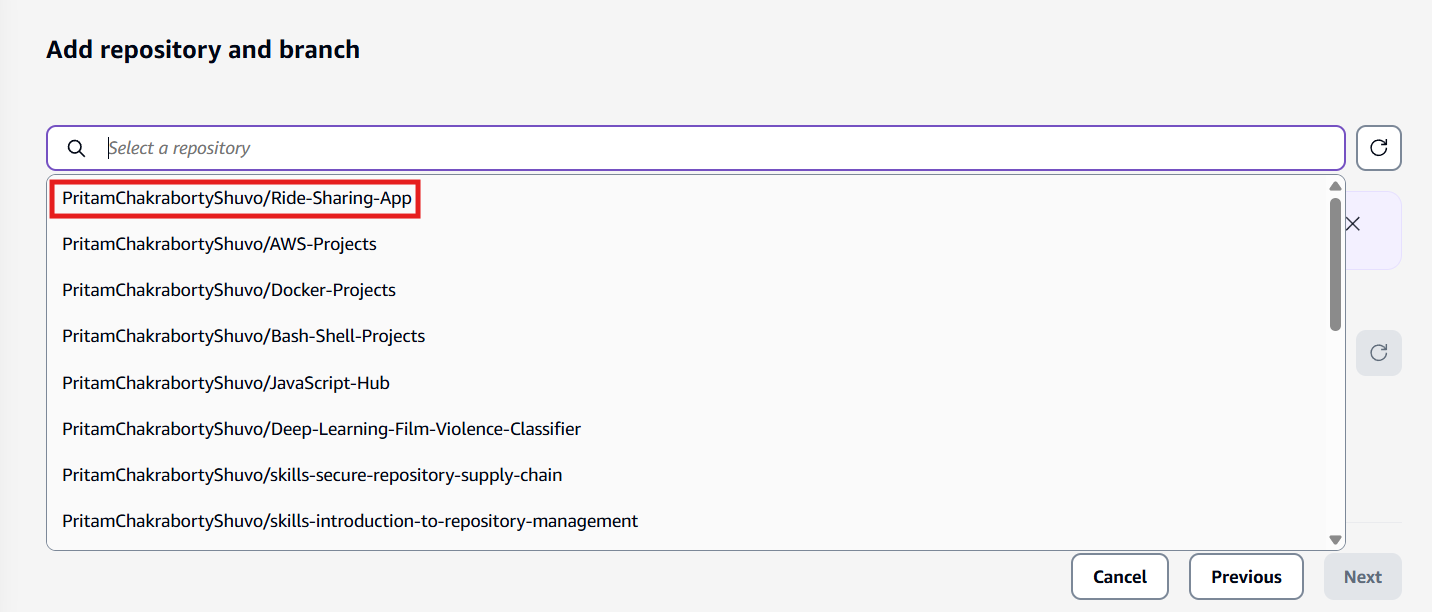 Add repository and branch
Select a repository
PritamChakrabortyShuvo/Ride-Sharing-App
PritamChakrabortyShuvo/AWS-Projects
PritamChakrabortyShuvo/Docker-Projects
PritamChakrabortyShuvo/Bash-Shell-Projects
PritamChakrabortyShuvo/JavaScript-Hub
PritamChakrabortyShuvo/Deep-Learning-Film-Violence-Classifier
PritamChakrabortyShuvo/skills-secure-repository-supply-chain
PritamChakrabortyShuvo/skills-introduction-to-repository-management
Cancel Previous Next